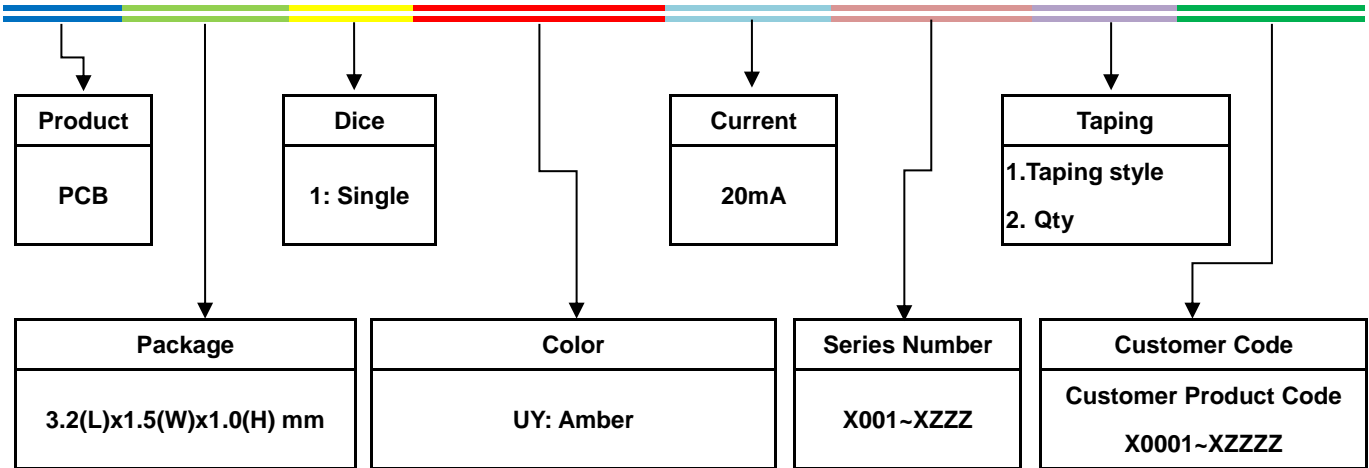 Product
PCB
Dice
1: Single
Current
20mA
Taping
1.Taping style
2. Qty
Package
3.2(L)x1.5(W)x1.0(H) mm
Color
UY: Amber
Series Number
X001~XZZZ
Customer Code
Customer Product Code
X0001~XZZZZ